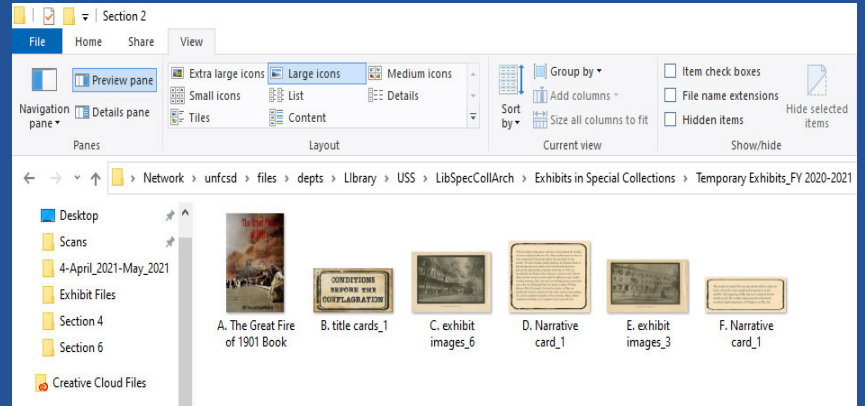 Section 2
File Home Share View
Preview pane
Navigation pane
Details pane
Panes
Extra large icons Large icons Medium icons
Small icons List Details
Tiles Content
Layout
Sort by
Group by
Add columns
Size all columns to fit
Current view
Item check boxes
File name extensions
Hidden items
Hide selected items
Show/hide
Network › unfcsd › files › depts › LIbrary › USS › LibSpecCollArch › Exhibits in Special Collections › Temporary Exhibits_FY 2020-2021
Desktop
Scans
4-April_2021-May_2021
Exhibit Files
Section 4
Section 6
Creative Cloud Files
The Great Fire
of 1901
CONDITIONS
BEFORE THE
CONFLAGRATION
A. The Great Fire
of 1901 Book
B. title cards_1
C. exhibit
images_6
D. Narrative
card_1
E. exhibit
images_3
F. Narrative
card_1